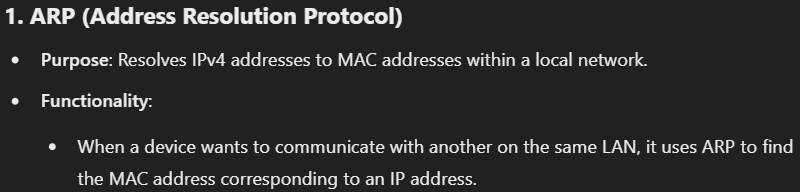 1. ARP (Address Resolution Protocol)
• Purpose: Resolves IPv4 addresses to MAC addresses within a local network.
• Functionality:
• When a device wants to communicate with another on the same LAN, it uses ARP to find
the MAC address corresponding to an IP address.